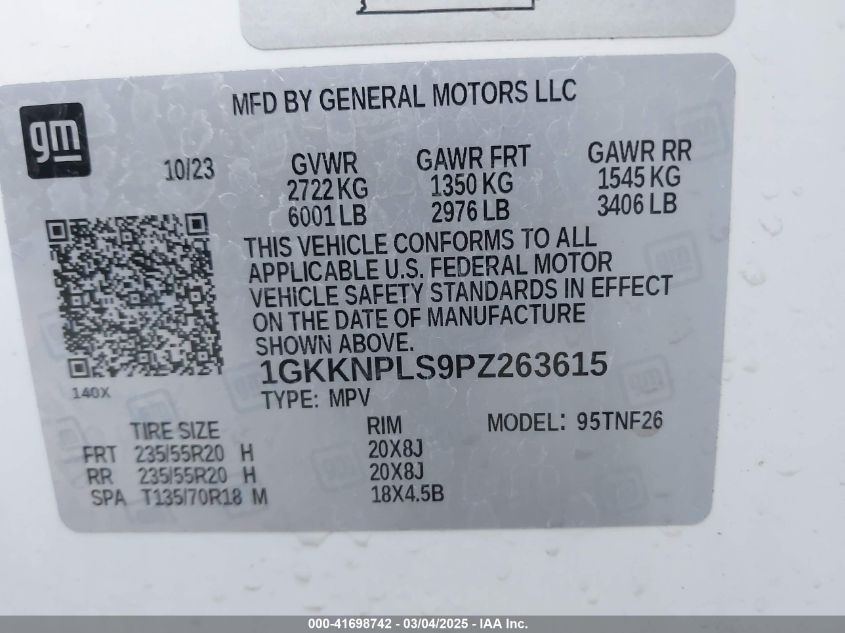 MFD BY GENERAL MOTORS LLC
gm
10/23
GVWR GAWR FRT GAWR RR
2722 KG 1350 KG 1545 KG
6001 LB 2976 LB 3406 LB
THIS VEHICLE CONFORMS TO ALL
APPLICABLE U.S. FEDERAL MOTOR
VEHICLE SAFETY STANDARDS IN EFFECT
ON THE DATE OF MANUFACTURE
SHOWN ABOVE.
1GKKNPLS9PZ263615
140X
TYPE: MPV
TIRE SIZE RIM MODEL: 95TNF26
FRT 235/55R20 H 20X8J
RR 235/55R20 H 20X8J
SPA T135/70R18 M 18X4.5B
000-41698742 - 03/04/2025 - IAA Inc.